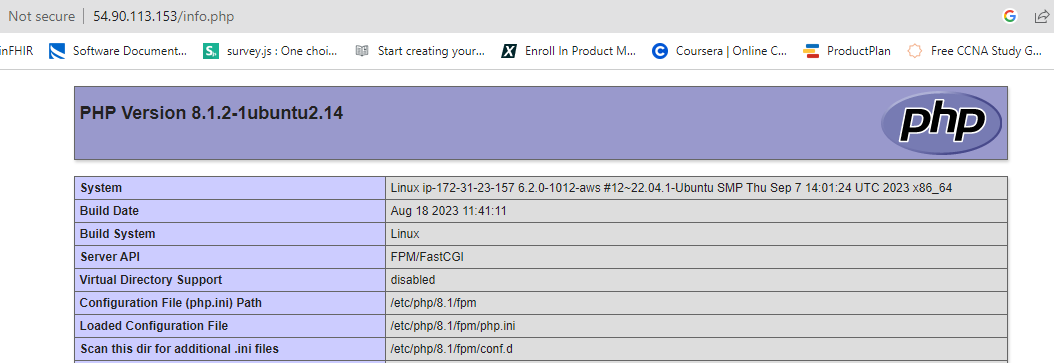 Not secure 54.90.113.153/info.php
inFHIR Software Document... survey.js : One choi... Start creating your... Enroll In Product M... Coursera | Online C... ProductPlan Free CCNA Study G...
PHP Version 8.1.2-1ubuntu2.14
php
System Linux ip-172-31-23-157 6.2.0-1012-aws #12~22.04.1-Ubuntu SMP Thu Sep 7 14:01:24 UTC 2023 x86_64
Build Date Aug 18 2023 11:41:11
Build System Linux
Server API FPM/FastCGI
Virtual Directory Support disabled
Configuration File (php.ini) Path /etc/php/8.1/fpm
Loaded Configuration File /etc/php/8.1/fpm/php.ini
Scan this dir for additional .ini files /etc/php/8.1/fpm/conf.d